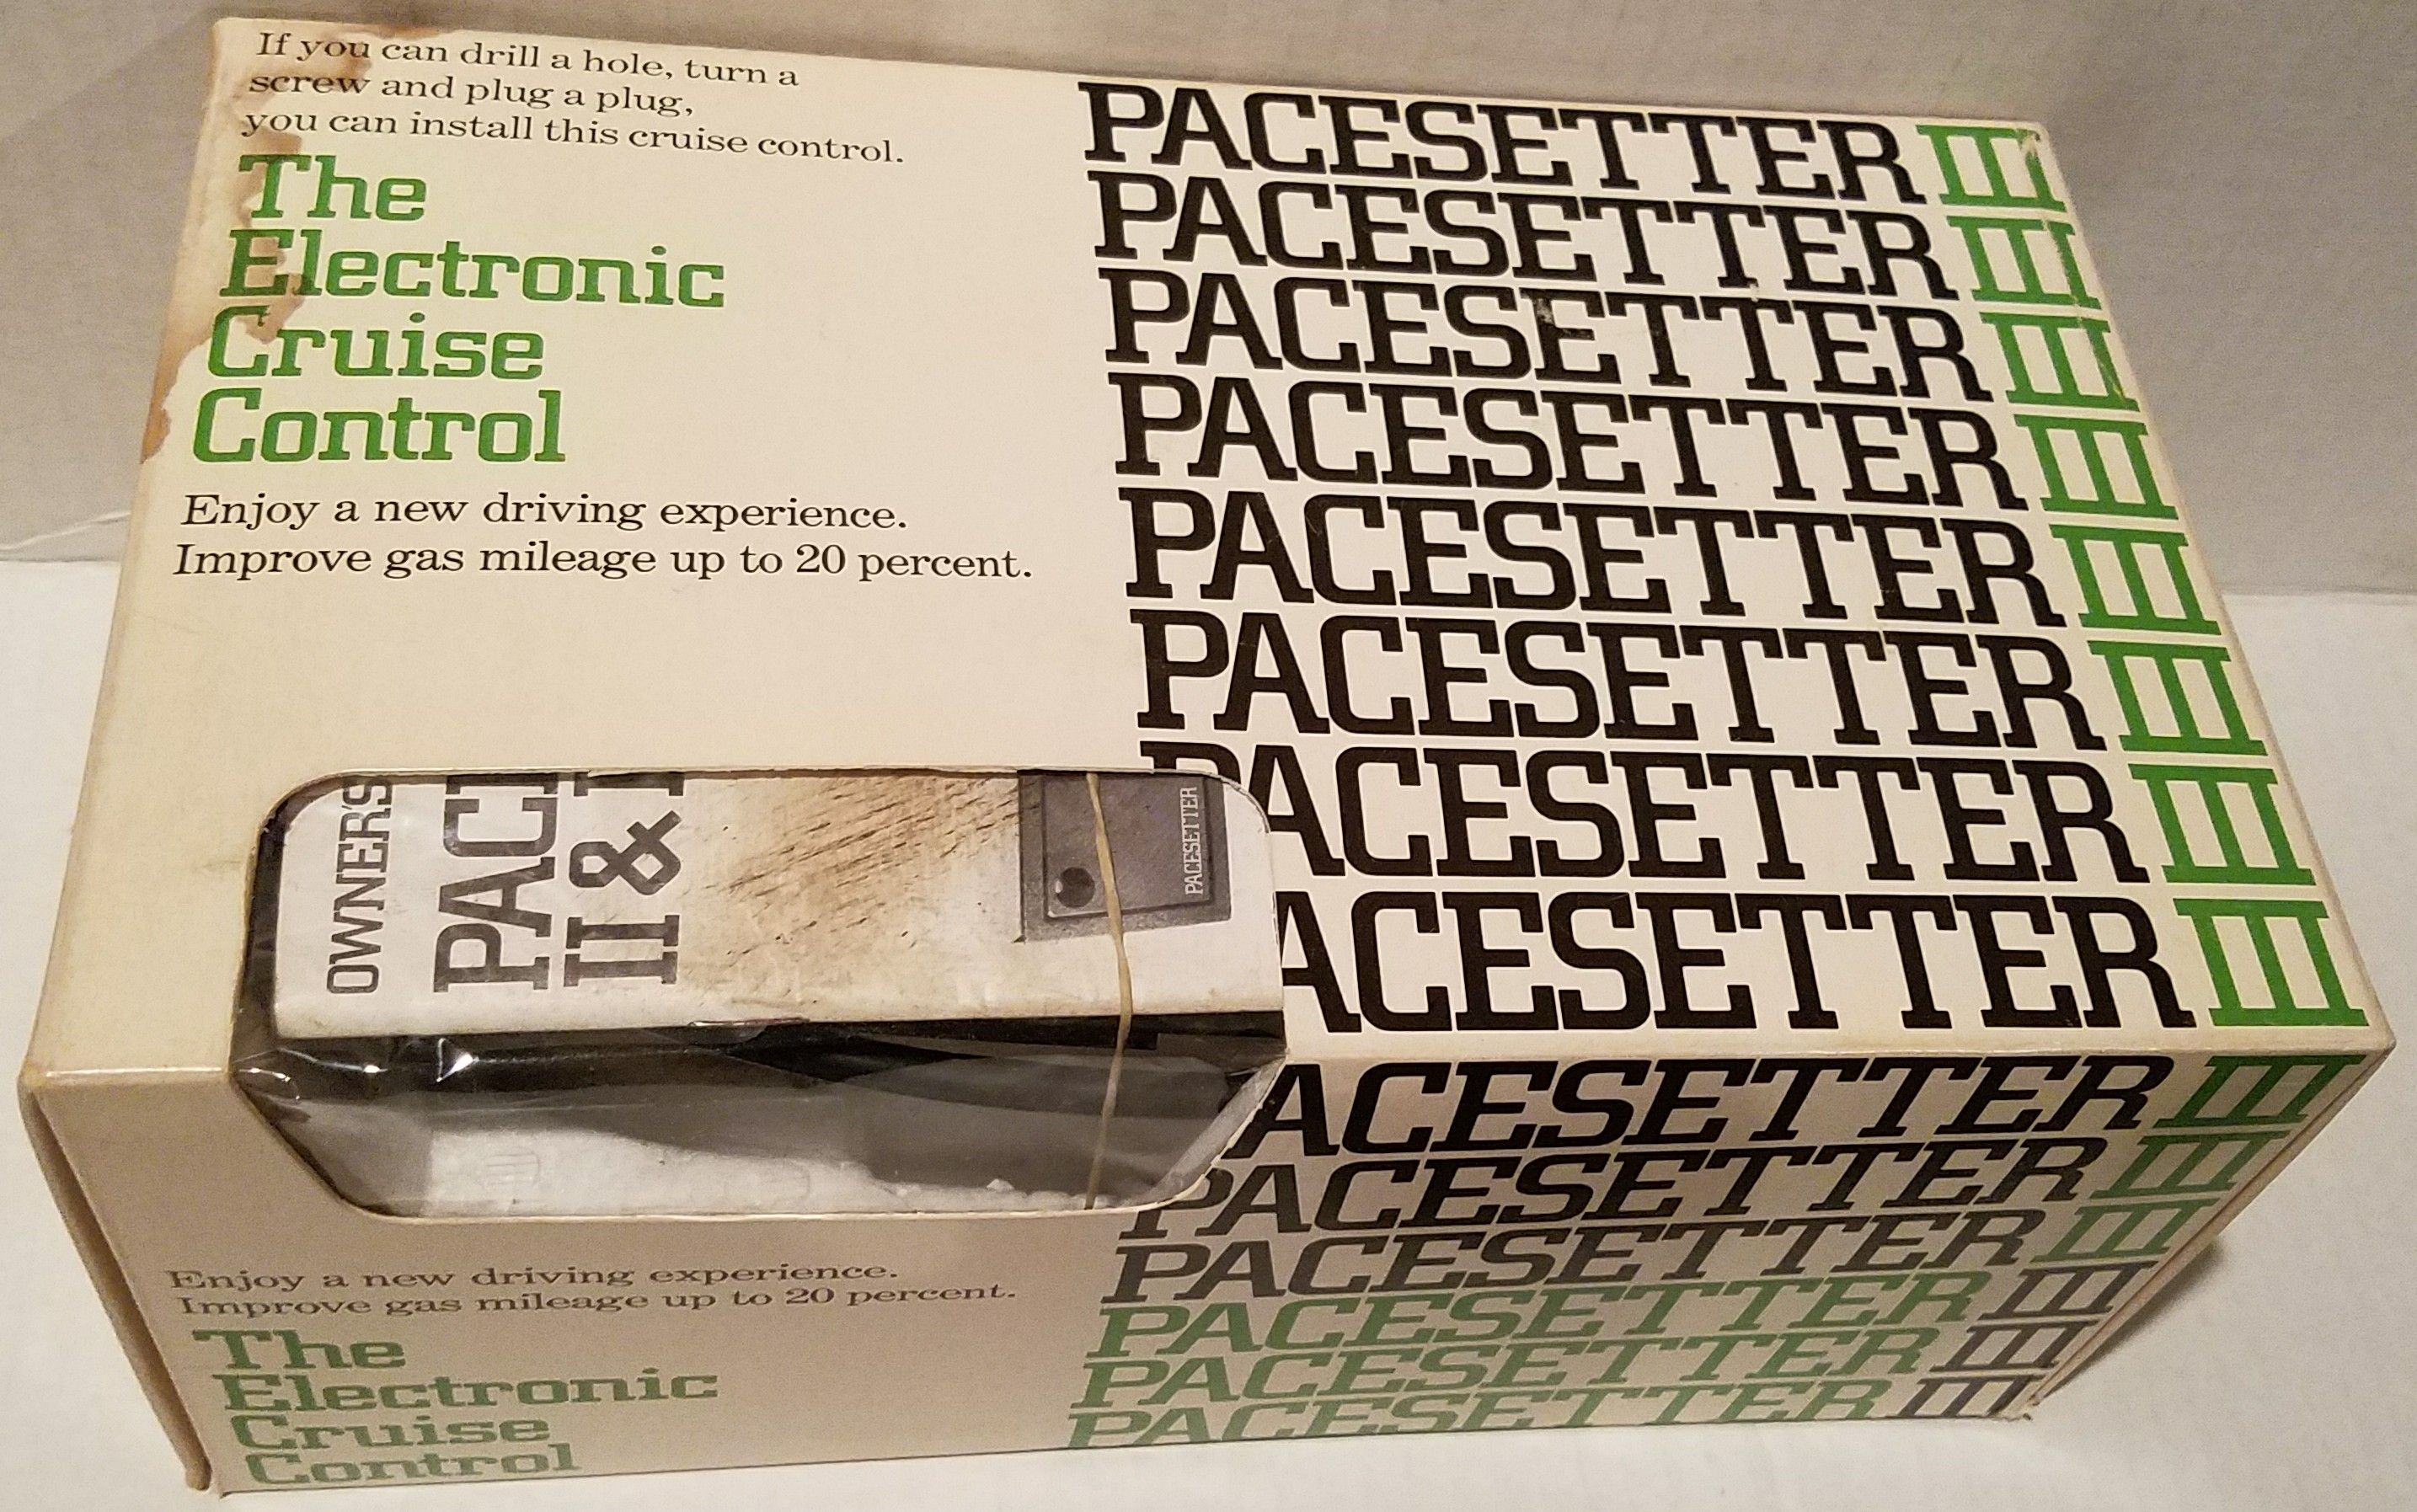 If you can drill a hole, turn a
screw and plug a plug,
you can install this cruise control.
The
Electronic
Cruise
Control
Enjoy a new driving experience.
Improve gas mileage up to 20 percent.
PACESETTER III
PACESETTER III
PACESETTER III
PACESETTER III
PACESETTER III
PACESETTER III
PACESETTER III
ACESETTER III
OWNER'S
PAC
II &
PACESETTER
ACESETTER III
PACESETTER III
PACESETTER III
PACESETTER III
PACESETTER III
PACESETTER III
Enjoy a new driving experience.
Improve gas mileage up to 20 percent.
The
Electronic
Cruise
Control